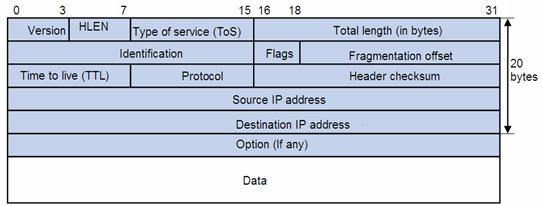 0 3 7 15 16 18 31
Version HLEN Type of service (ToS) Total length (in bytes)
Identification Flags Fragmentation offset
Time to live (TTL) Protocol Header checksum
Source IP address
Destination IP address
Option (If any)
Data
20
bytes